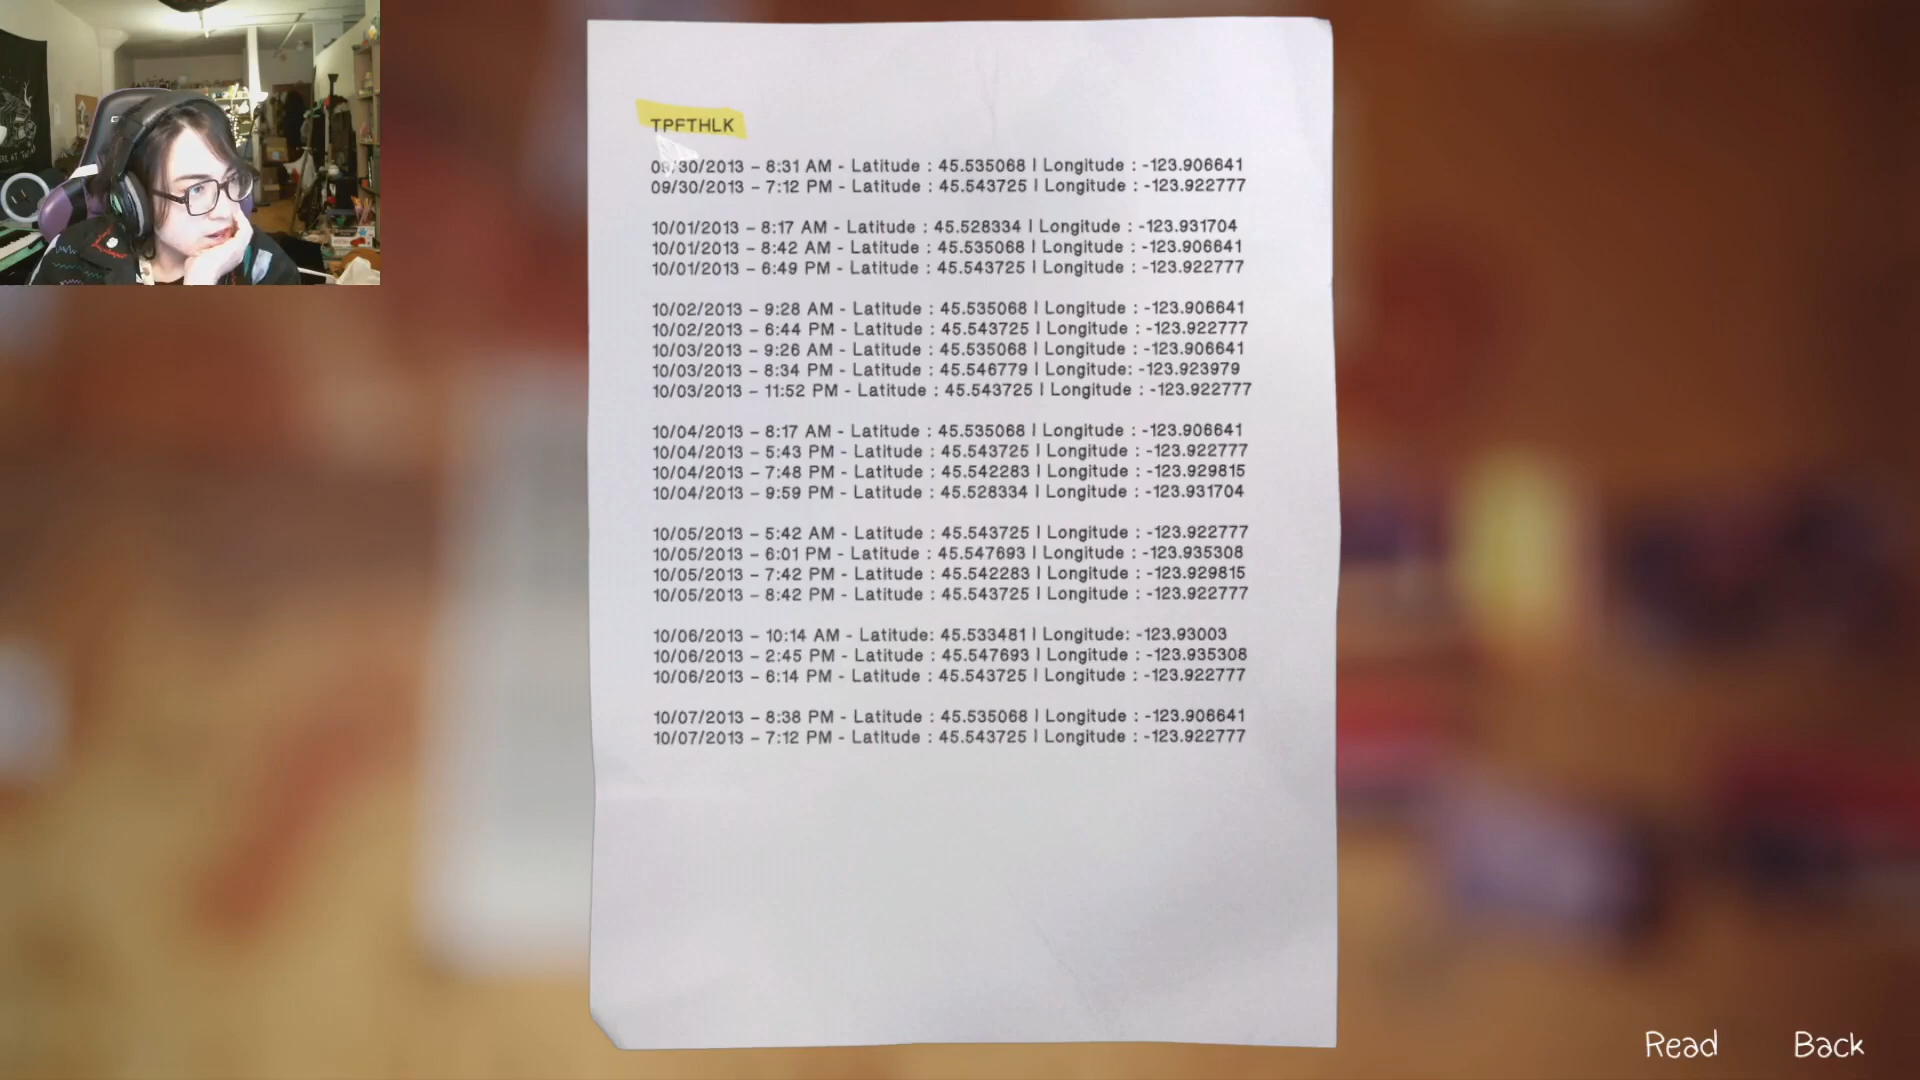 TPFTHLK
09/30/2013 – 8:31 AM - Latitude : 45.535068 | Longitude : -123.906641
09/30/2013 – 7:12 PM - Latitude : 45.543725 | Longitude : -123.922777
10/01/2013 – 8:17 AM - Latitude : 45.528334 | Longitude : -123.931704
10/01/2013 – 8:42 AM - Latitude : 45.535068 | Longitude : -123.906641
10/01/2013 – 6:49 PM - Latitude : 45.543725 | Longitude : -123.922777
10/02/2013 – 9:28 AM - Latitude : 45.535068 | Longitude : -123.906641
10/02/2013 – 6:44 PM - Latitude : 45.543725 | Longitude : -123.922777
10/03/2013 – 9:26 AM - Latitude : 45.535068 | Longitude : -123.906641
10/03/2013 – 8:34 PM - Latitude : 45.546779 | Longitude: -123.923979
10/03/2013 – 11:52 PM - Latitude : 45.543725 | Longitude : -123.922777
10/04/2013 – 8:17 AM - Latitude : 45.535068 | Longitude : -123.906641
10/04/2013 – 5:43 PM - Latitude : 45.543725 | Longitude : -123.922777
10/04/2013 – 7:48 PM - Latitude : 45.542283 | Longitude : -123.929815
10/04/2013 – 9:59 PM - Latitude : 45.528334 | Longitude : -123.931704
10/05/2013 – 5:42 AM - Latitude : 45.543725 | Longitude : -123.922777
10/05/2013 – 6:01 PM - Latitude : 45.547693 | Longitude : -123.935308
10/05/2013 – 7:42 PM - Latitude : 45.542283 | Longitude : -123.929815
10/05/2013 – 8:42 PM - Latitude : 45.543725 | Longitude : -123.922777
10/06/2013 – 10:14 AM - Latitude: 45.533481 | Longitude: -123.93003
10/06/2013 – 2:45 PM - Latitude : 45.547693 | Longitude : -123.935308
10/06/2013 – 6:14 PM - Latitude : 45.543725 | Longitude : -123.922777
10/07/2013 – 8:38 PM - Latitude : 45.535068 | Longitude : -123.906641
10/07/2013 – 7:12 PM - Latitude : 45.543725 | Longitude : -123.922777
Read Back